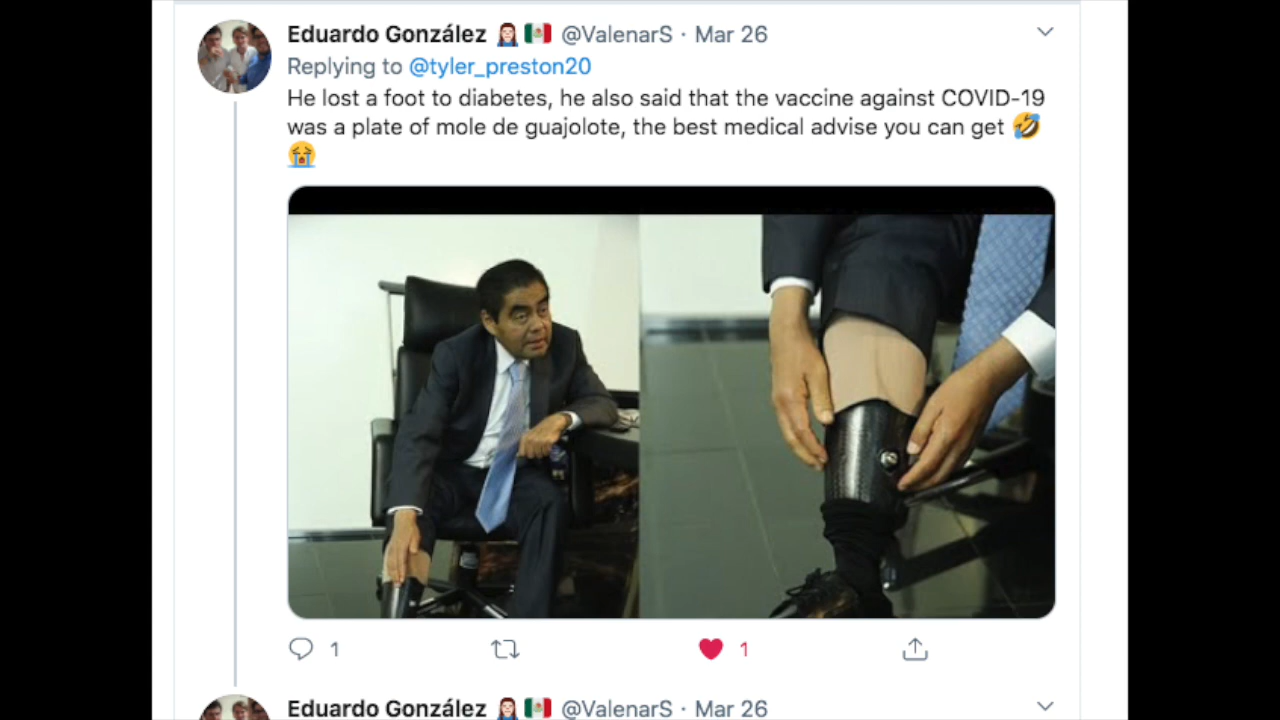 Eduardo González 🙎🏻‍♂️🇲🇽 @ValenarS · Mar 26
Replying to @tyler_preston20
He lost a foot to diabetes, he also said that the vaccine against COVID-19
was a plate of mole de guajolote, the best medical advise you can get 🤣
😭
1
1
Eduardo González 🙎🏻‍♂️🇲🇽 @ValenarS · Mar 26